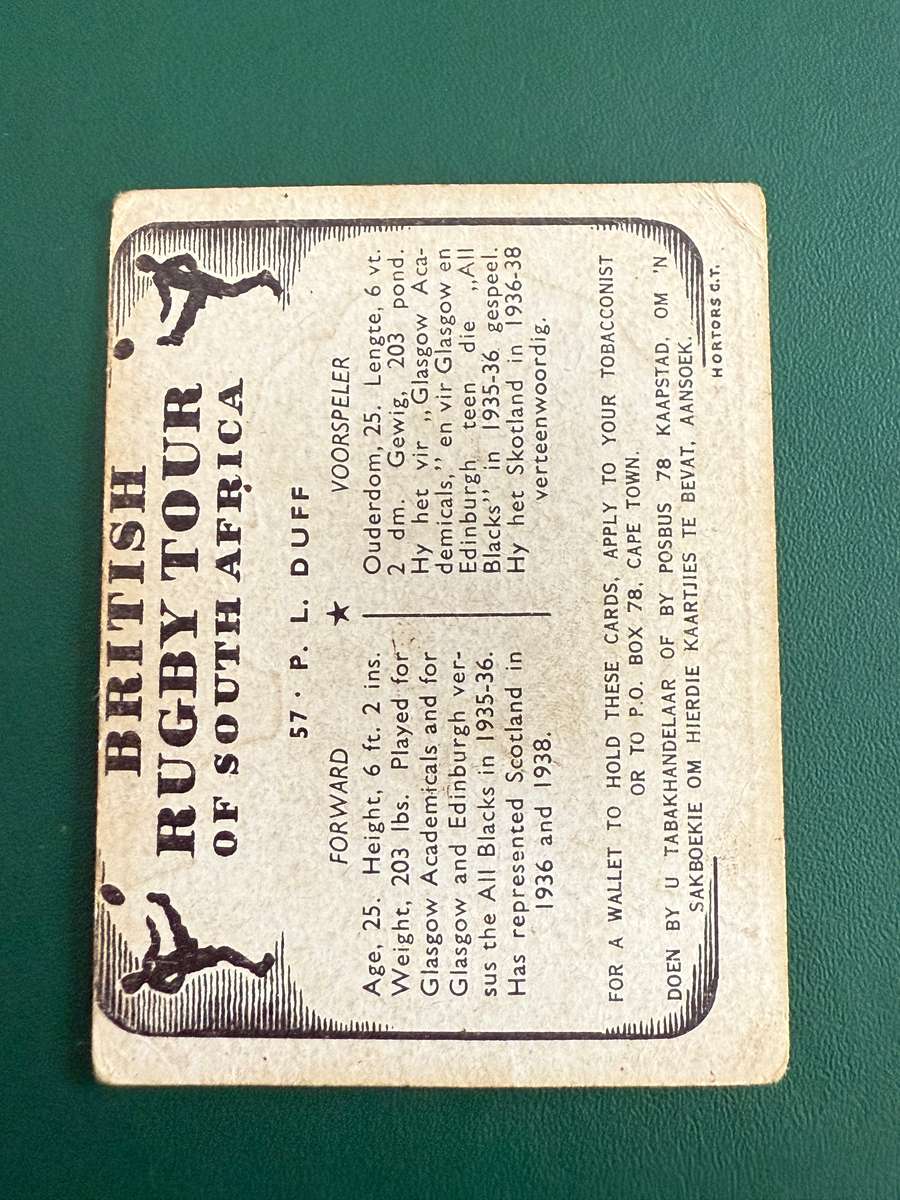 BRITISH
RUGBY TOUR
OF SOUTH AFRICA
57 · P. L. DUFF
★
FORWARD
Age, 25. Height, 6 ft. 2 ins.
Weight, 203 lbs. Played for
Glasgow Academicals and for
Glasgow and Edinburgh ver-
sus the All Blacks in 1935-36.
Has represented Scotland in
1936 and 1938.
VOORSPELER
Ouderdom, 25. Lengte, 6 vt.
2 dm. Gewig, 203 pond.
Hy het vir ,,Glasgow Aca-
demicals,'' en vir Glasgow en
Edinburgh teen die ,,All
Blacks'' in 1935-36 gespeel.
Hy het Skotland in 1936-38
verteenwoordig.
FOR A WALLET TO HOLD THESE CARDS, APPLY TO YOUR TOBACCONIST
OR TO P.O. BOX 78, CAPE TOWN.
DOEN BY U TABAKHANDELAAR OF BY POSBUS 78 KAAPSTAD, OM 'N
SAKBOEKIE OM HIERDIE KAARTJIES TE BEVAT, AANSOEK.
HORTORS C.T.